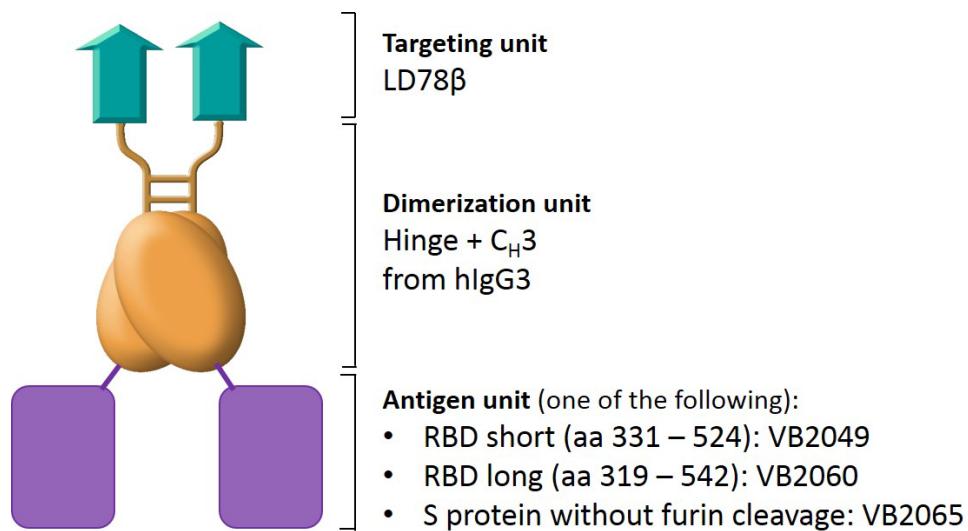 Targeting unit
LD78β
Dimerization unit
Hinge + CH3
from hIgG3
Antigen unit (one of the following):
• RBD short (aa 331 – 524): VB2049
• RBD long (aa 319 – 542): VB2060
• S protein without furin cleavage: VB2065